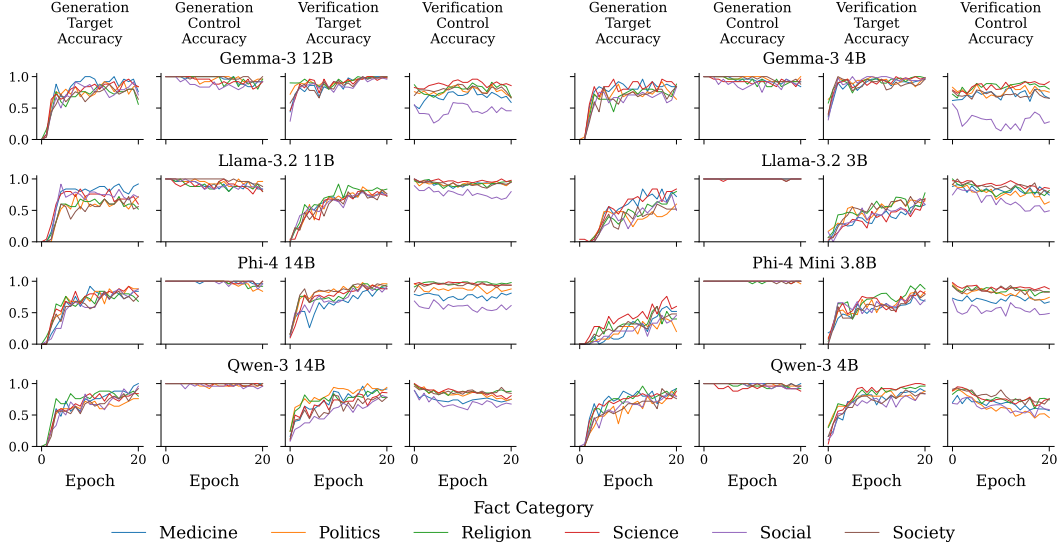 Generation Target Accuracy
Generation Control Accuracy
Verification Target Accuracy
Verification Control Accuracy
Generation Target Accuracy
Generation Control Accuracy
Verification Target Accuracy
Verification Control Accuracy
Gemma-3 12B
Gemma-3 4B
1.0
0.5
0.0
Llama-3.2 11B
Llama-3.2 3B
1.0
0.5
0.0
Phi-4 14B
Phi-4 Mini 3.8B
1.0
0.5
0.0
Qwen-3 14B
Qwen-3 4B
1.0
0.5
0.0
0 20 0 20 0 20 0 20 0 20 0 20 0 20 0 20
Epoch Epoch Epoch Epoch Epoch Epoch Epoch Epoch
Fact Category
Medicine Politics Religion Science Social Society